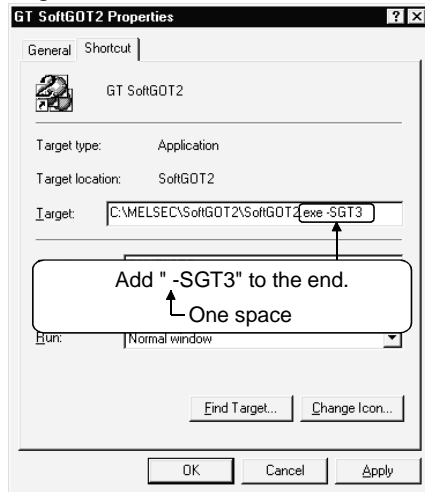 GT SoftGOT2 Properties ? ×
General Shortcut
GT SoftGOT2
Target type: Application
Target location: SoftGOT2
Target: C:\MELSEC\SoftGOT2\SoftGOT2.exe -SGT3
Add " -SGT3" to the end.
One space
Run: Normal window
Find Target... Change Icon...
OK Cancel Apply